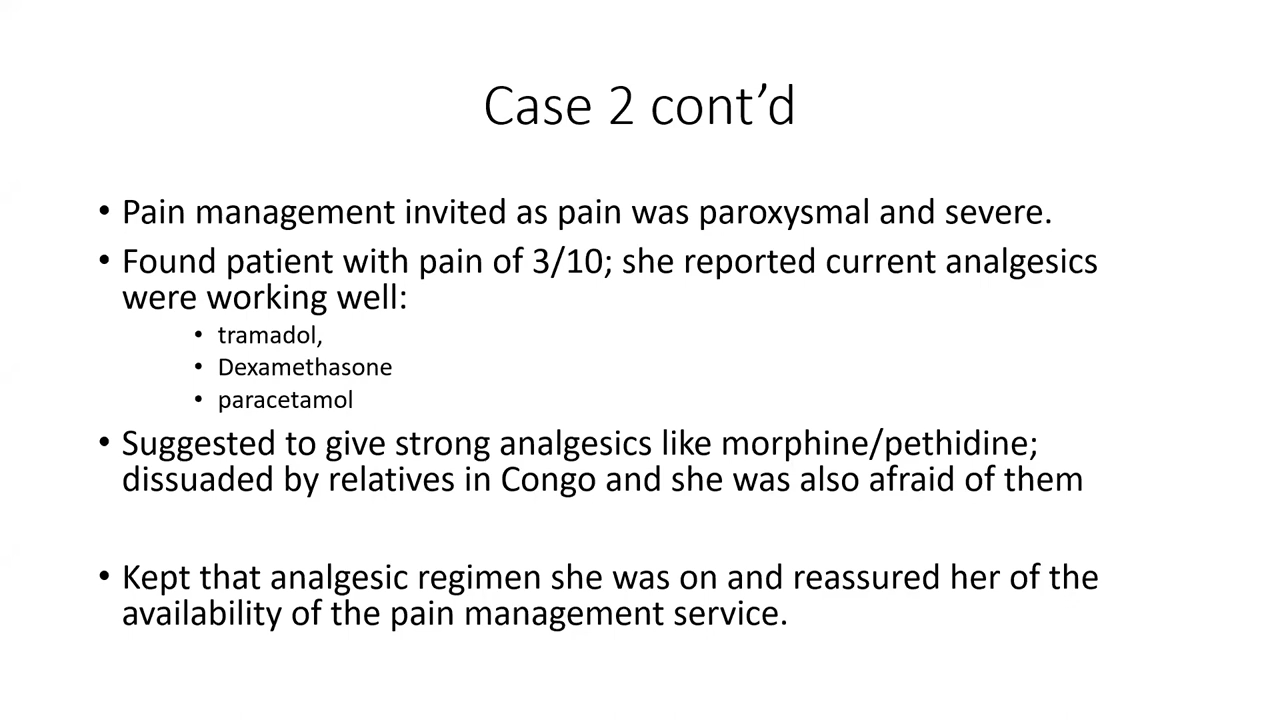 Case 2 cont’d
• Pain management invited as pain was paroxysmal and severe.
• Found patient with pain of 3/10; she reported current analgesics
were working well:
• tramadol,
• Dexamethasone
• paracetamol
• Suggested to give strong analgesics like morphine/pethidine;
dissuaded by relatives in Congo and she was also afraid of them
• Kept that analgesic regimen she was on and reassured her of the
availability of the pain management service.